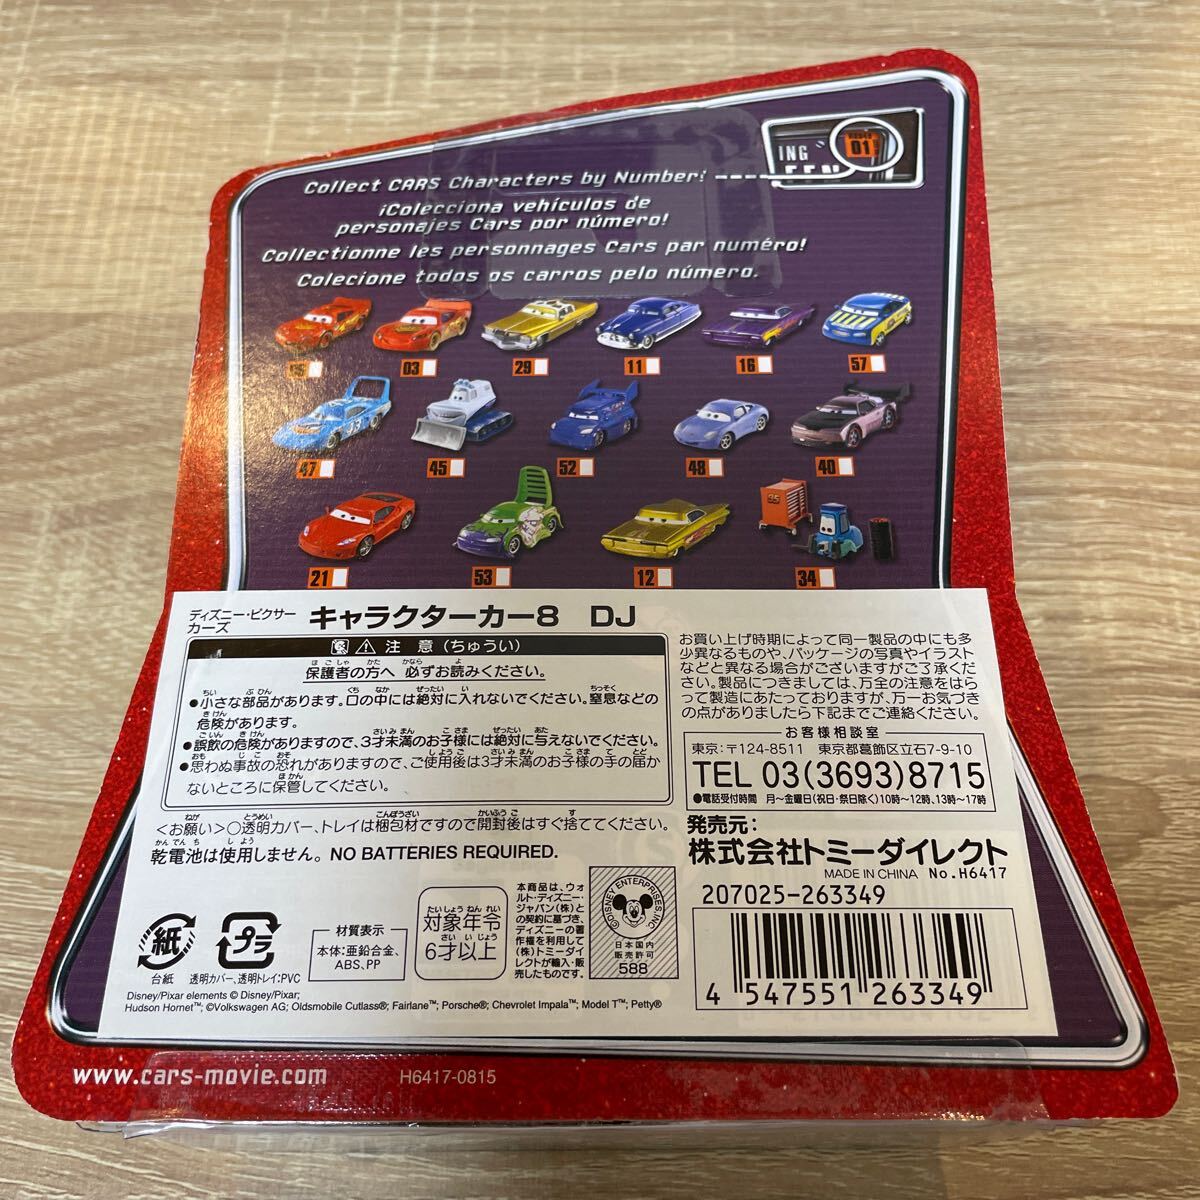 ING
01
Collect CARS Characters by Number!
¡Colecciona vehículos de
personajes Cars por número!
Collectionne les personnages Cars par numéro!
Colecione todos os carros pelo número.
03
29
11
16
57
47
45
52
48
40
21
53
12
34
ディズニー・ピクサー
カーズ
キャラクターカー8 DJ
注 意 (ちゅうい)
保護者の方へ 必ずお読みください。
●小さな部品があります。口の中には絶対に入れないでください。窒息などの
危険があります。
●誤飲の危険がありますので、3才未満のお子様には絶対に与えないでください。
●思わぬ事故の恐れがありますので、ご使用後は3才未満のお子様の手の届か
ないところに保管してください。
<お願い>○透明カバー、トレイは梱包材ですので開封後はすぐ捨ててください。
乾電池は使用しません。 NO BATTERIES REQUIRED.
紙
台紙
プラ
透明カバー、透明トレイ:PVC
材質表示
本体:亜鉛合金、
ABS、PP
たいしょうねんれい
対象年令
さいいじょう
6才以上
本商品は、ウォ
ルト・ディズニー・
ジャパン(株)と
の契約に基づき、
ディズニーの著
作権を利用して
(株)トミーダイレ
クトが輸入・販
売したものです。
©DISNEY ENTERPRISES, INC.
日本国内
販売許可
588
Disney/Pixar elements © Disney/Pixar;
Hudson Hornet™; ©Volkswagen AG; Oldsmobile Cutlass®; Fairlane™; Porsche®; Chevrolet Impala™; Model T™; Petty®
お買い上げ時期によって同一製品の中にも多
少異なるものや、パッケージの写真やイラスト
などと異なる場合がございますがご了承くださ
い。製品につきましては、万全の注意をはら
って製造にあたっておりますが、万一お気づき
の点がありましたら下記までご連絡ください。
お客様相談室
東京:〒124-8511 東京都葛飾区立石7-9-10
TEL 03(3693)8715
●電話受付時間 月〜金曜日(祝日・祭日除く)10時〜12時、13時〜17時
発売元:
株式会社トミーダイレクト
MADE IN CHINA No.H6417
207025-263349
4 547551 263349
www.cars-movie.com
H6417-0815